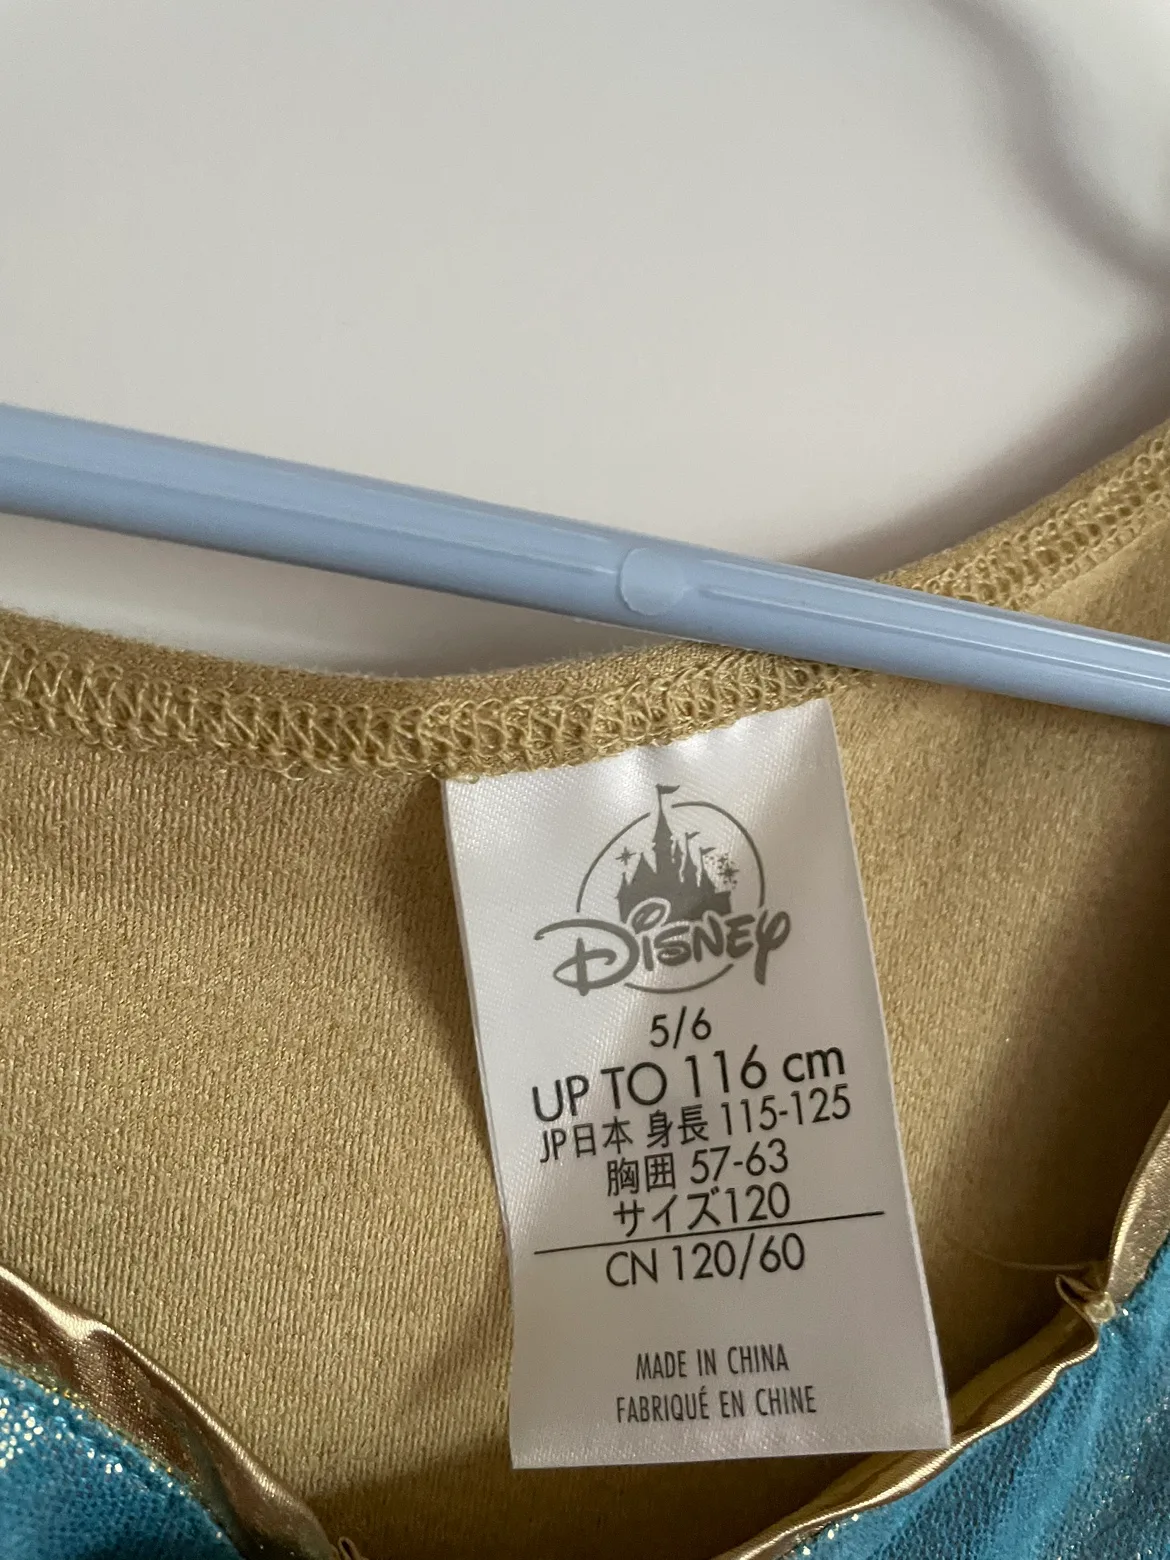 Disney
5/6
UP TO 116 cm
JP日本 身長 115-125
胸囲 57-63
サイズ120
CN 120/60
MADE IN CHINA
FABRIQUÉ EN CHINE